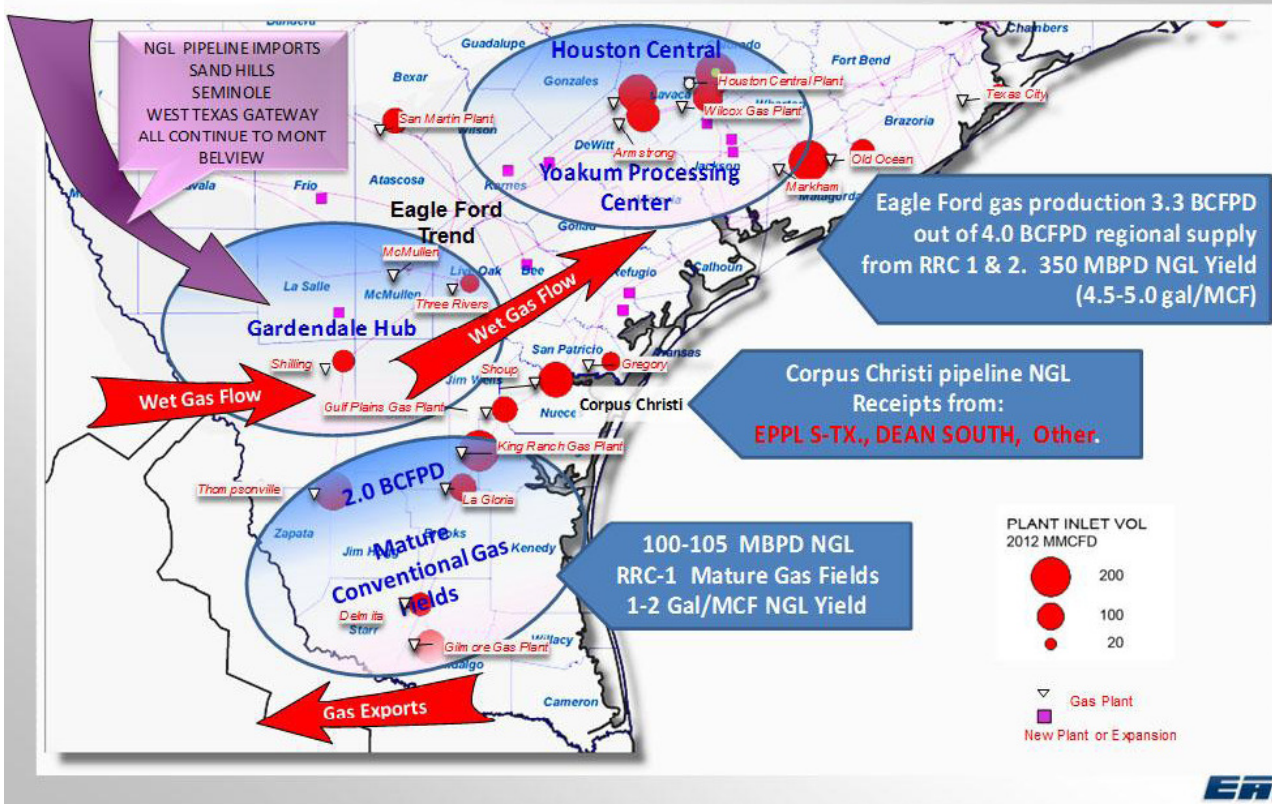 Bandera
Chambers
Guadalupe
Houston Central
NGL PIPELINE IMPORTS
SAND HILLS
SEMINOLE
WEST TEXAS GATEWAY
ALL CONTINUE TO MONT
BELVIEW
Bexar
Gonzales
Fort Bend
Houston Central Plant
Lavaca
Texas City
Wharton
San Martin Plant
Wilcox Gas Plant
Brazoria
Wilson
DeWitt
Armstrong
Jackson
Old Ocean
Yoakum Processing
Center
Markham
Matagorda
Frio
Atascosa
Karnes
Eagle Ford
Trend
Goliad
Eagle Ford gas production 3.3 BCFPD
out of 4.0 BCFPD regional supply
from RRC 1 & 2. 350 MBPD NGL Yield
(4.5-5.0 gal/MCF)
McMullen
Live Oak
Bee
Refugio
Calhoun
La Salle
McMullen
Three Rivers
Wet Gas Flow
Gardendale Hub
San Patricio
Aransas
Shilling
Gregory
Shoup
Jim Wells
Wet Gas Flow
Gulf Plains Gas Plant
Nueces
Corpus Christi
Corpus Christi pipeline NGL
Receipts from:
EPPL S-TX., DEAN SOUTH, Other.
King Ranch Gas Plant
2.0 BCFPD
Thompsonville
La Gloria
Zapata
Jim Hogg
Brooks
Kenedy
Mature
Conventional Gas
Fields
Delmita
Starr
Gilmore Gas Plant
Willacy
Hidalgo
Cameron
Gas Exports
100-105 MBPD NGL
RRC-1 Mature Gas Fields
1-2 Gal/MCF NGL Yield
PLANT INLET VOL
2012 MMCFD
200
100
20
Gas Plant
New Plant or Expansion